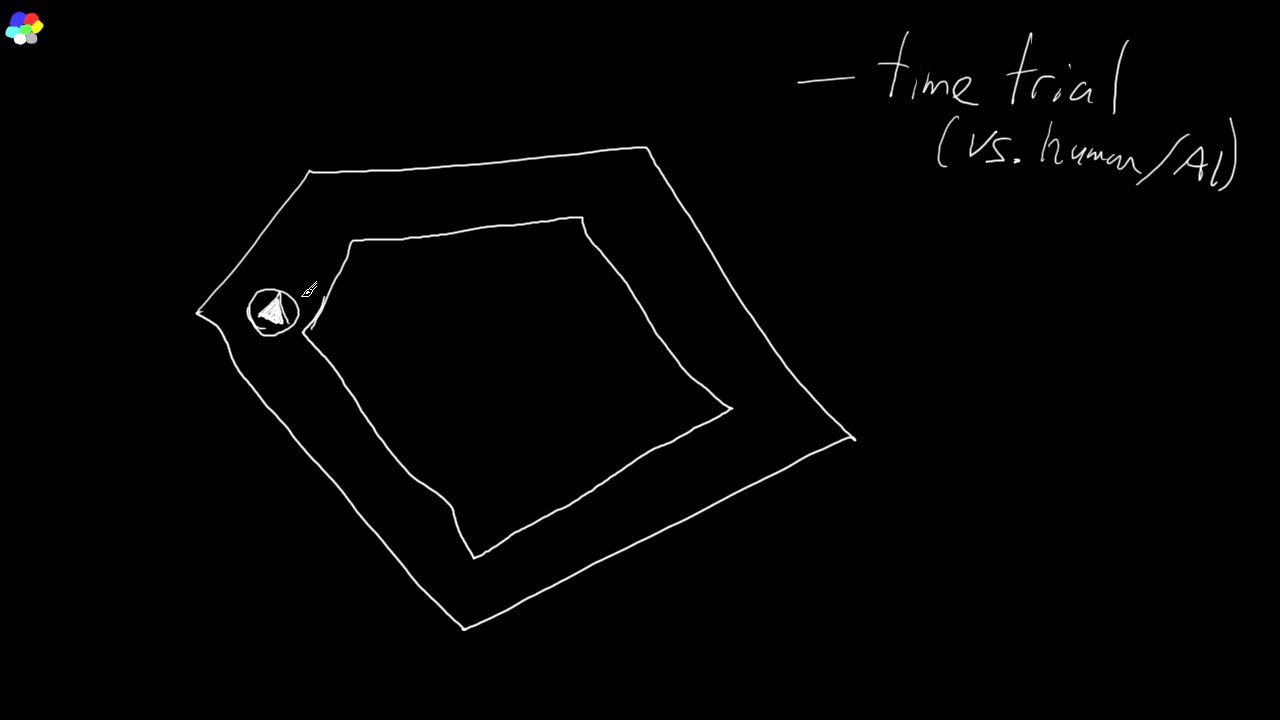 — time trial
(vs. human/AI)